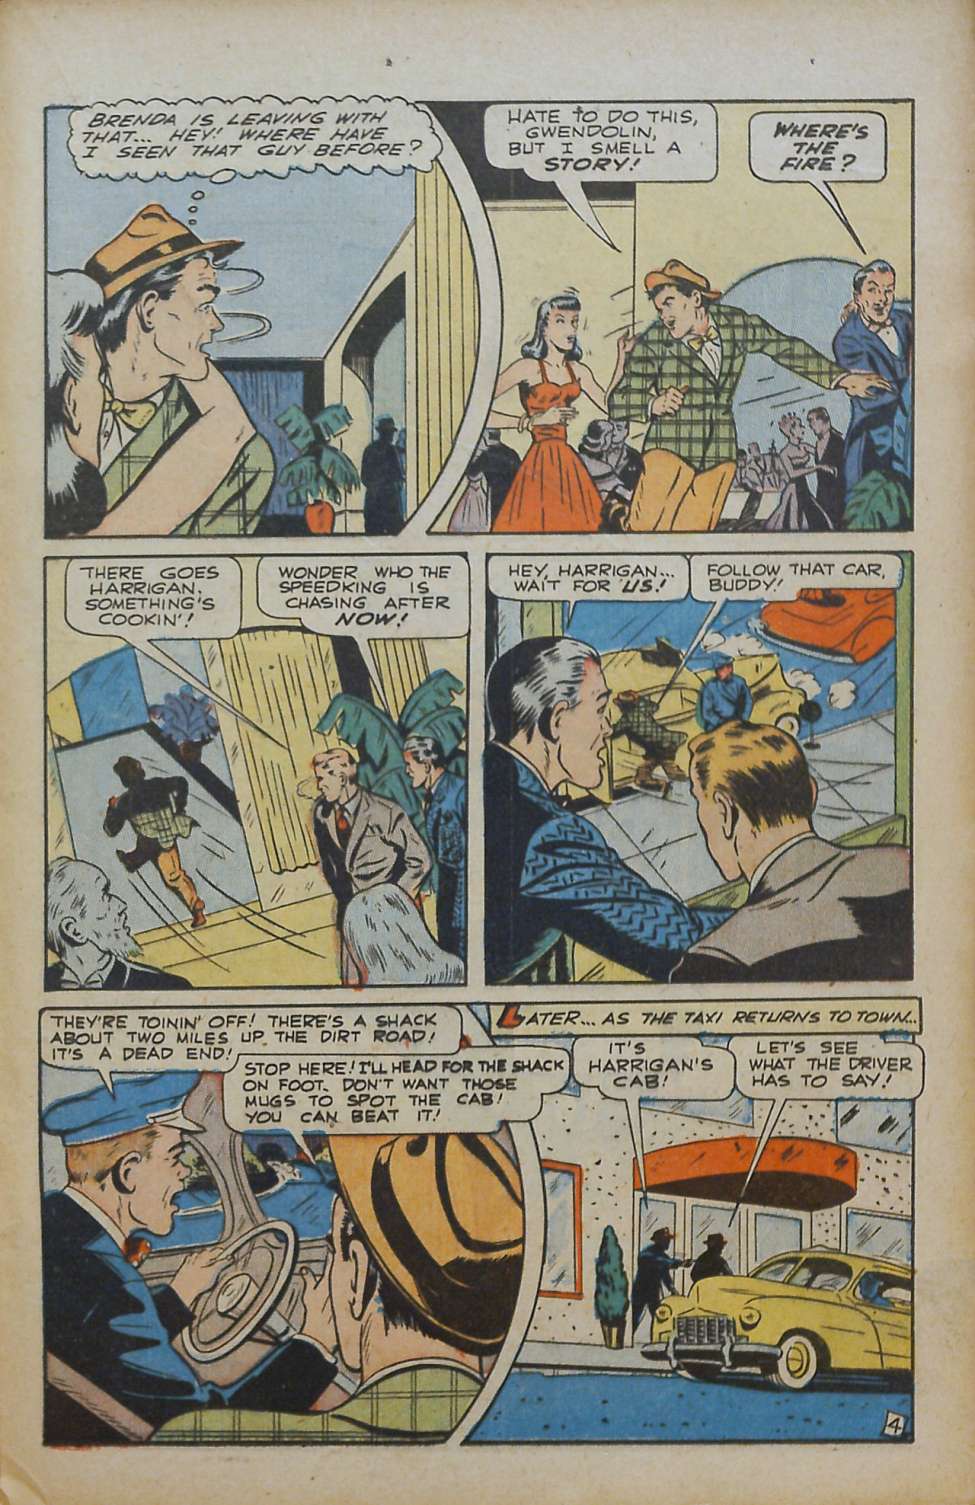 BRENDA IS LEAVING WITH
THAT... HEY! WHERE HAVE
I SEEN THAT GUY BEFORE?
HATE TO DO THIS,
GWENDOLIN,
BUT I SMELL A
STORY!
WHERE'S
THE
FIRE?
THERE GOES
HARRIGAN.
SOMETHING'S
COOKIN'!
WONDER WHO THE
SPEEDKING IS
CHASING AFTER
NOW!
HEY, HARRIGAN...
WAIT FOR US!
FOLLOW THAT CAR,
BUDDY!
THEY'RE TOININ' OFF! THERE'S A SHACK
ABOUT TWO MILES UP THE DIRT ROAD!
IT'S A DEAD END!
STOP HERE! I'LL HEAD FOR THE SHACK
ON FOOT. DON'T WANT THOSE
MUGS TO SPOT THE CAB!
YOU CAN BEAT IT!
LATER... AS THE TAXI RETURNS TO TOWN...
IT'S
HARRIGAN'S
CAB!
LET'S SEE
WHAT THE DRIVER
HAS TO SAY!
4